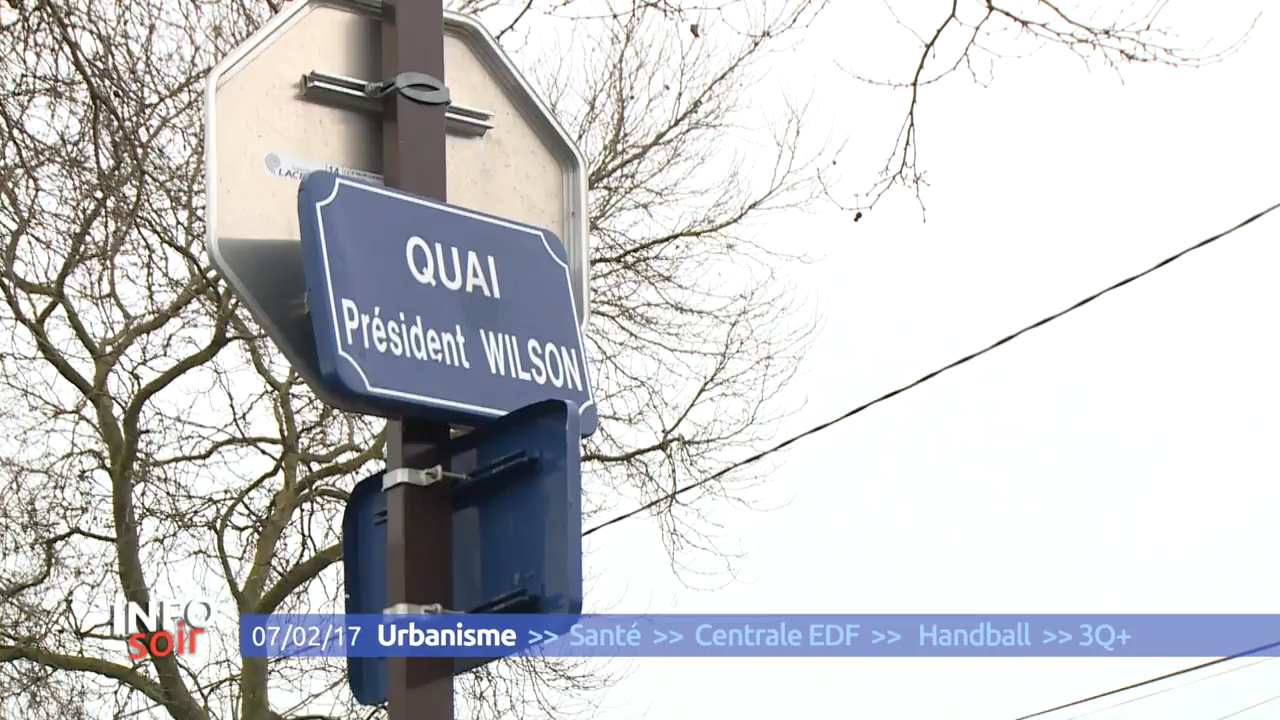 QUAI
Président WILSON
INFO
soir
07/02/17 Urbanisme >> Santé >> Centrale EDF >> Handball >> 3Q+